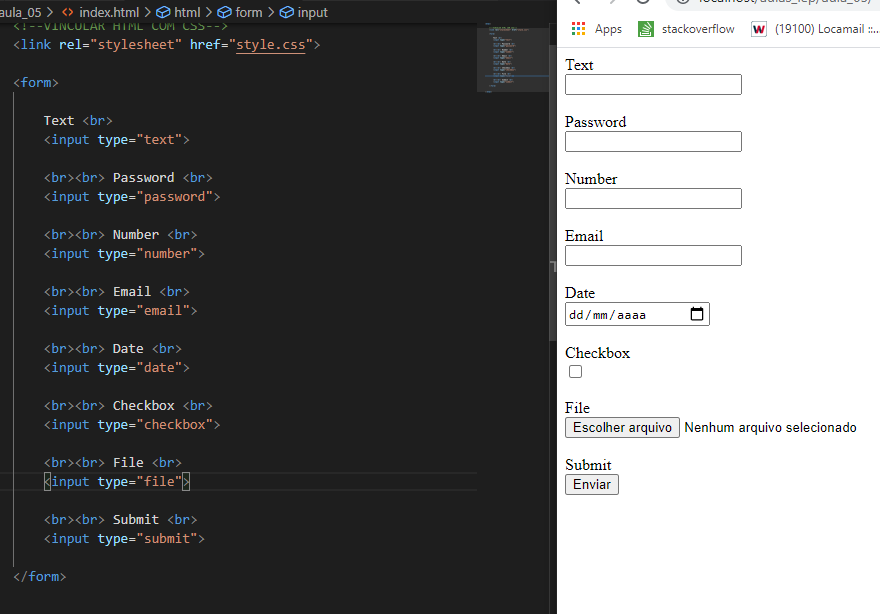 aula_05 > <> index.html > html > form > input
<!--VINCULAR HTML COM CSS-->
<link rel="stylesheet" href="style.css">
<form>
Text <br>
<input type="text">
<br><br> Password <br>
<input type="password">
<br><br> Number <br>
<input type="number">
<br><br> Email <br>
<input type="email">
<br><br> Date <br>
<input type="date">
<br><br> Checkbox <br>
<input type="checkbox">
<br><br> File <br>
<input type="file">
<br><br> Submit <br>
<input type="submit">
</form>
Apps stackoverflow W (19100) Locamail ::...
Text
Password
Number
Email
Date
dd/mm/aaaa
Checkbox
File
Escolher arquivo Nenhum arquivo selecionado
Submit
Enviar